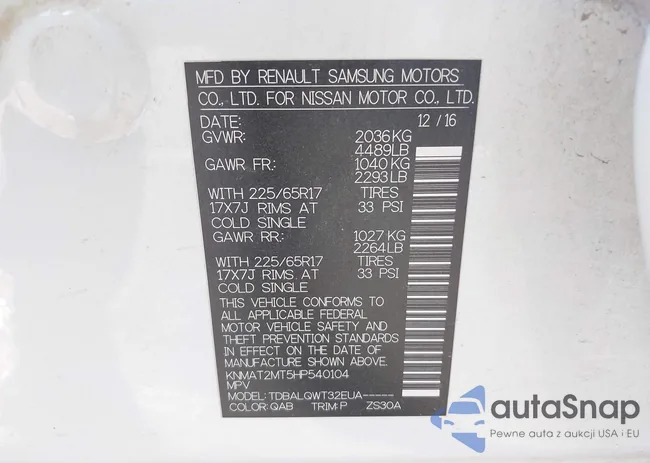 MFD BY RENAULT SAMSUNG MOTORS
CO., LTD. FOR NISSAN MOTOR CO., LTD.
DATE: 12 / 16
GVWR: 2036KG
4489LB
GAWR FR: 1040 KG
2293 LB
WITH 225/65R17 TIRES
17X7J RIMS AT 33 PSI
COLD SINGLE
GAWR RR: 1027 KG
2264LB
WITH 225/65R17 TIRES
17X7J RIMS AT 33 PSI
COLD SINGLE
THIS VEHICLE CONFORMS TO
ALL APPLICABLE FEDERAL
MOTOR VEHICLE SAFETY AND
THEFT PREVENTION STANDARDS
IN EFFECT ON THE DATE OF
MANUFACTURE SHOWN ABOVE.
KNMAT2MT5HP540104
MPV
MODEL: TDBALQWT32EUA-----
COLOR: QAB TRIM: P ZS30A
autoSnap
Pewne auta z aukcji USA i EU